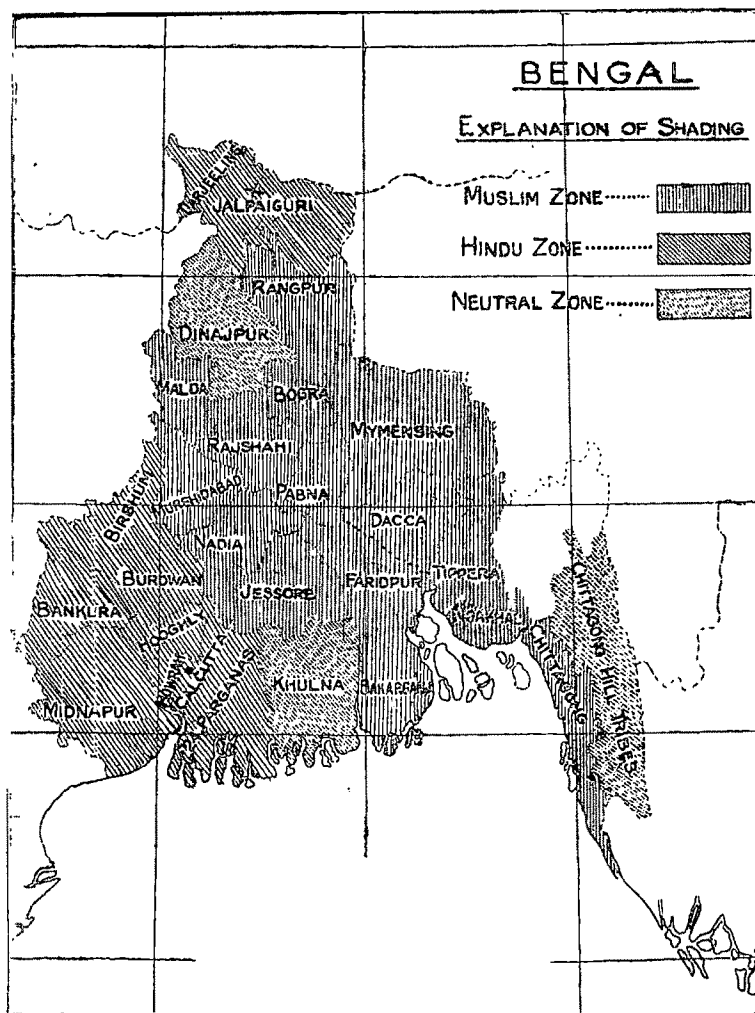 BENGAL
EXPLANATION OF SHADING
MUSLIM ZONE
HINDU ZONE
NEUTRAL ZONE
DARJEELING
JALPAIGURI
RANGPUR
DINAJPUR
MALDA
BOGRA
MYMENSING
RAJSHAHI
BIRBHUM
MURSHIDABAD
PABNA
DACCA
NADIA
BURDWAN
JESSORE
FARIDPUR
TIPPERA
BANKURA
NOAKHALI
CHITTAGONG HILL TRIBES
HOOGHLY
CHITTAGONG
CALCUTTA
PARGANAS
KHULNA
MIDNAPUR